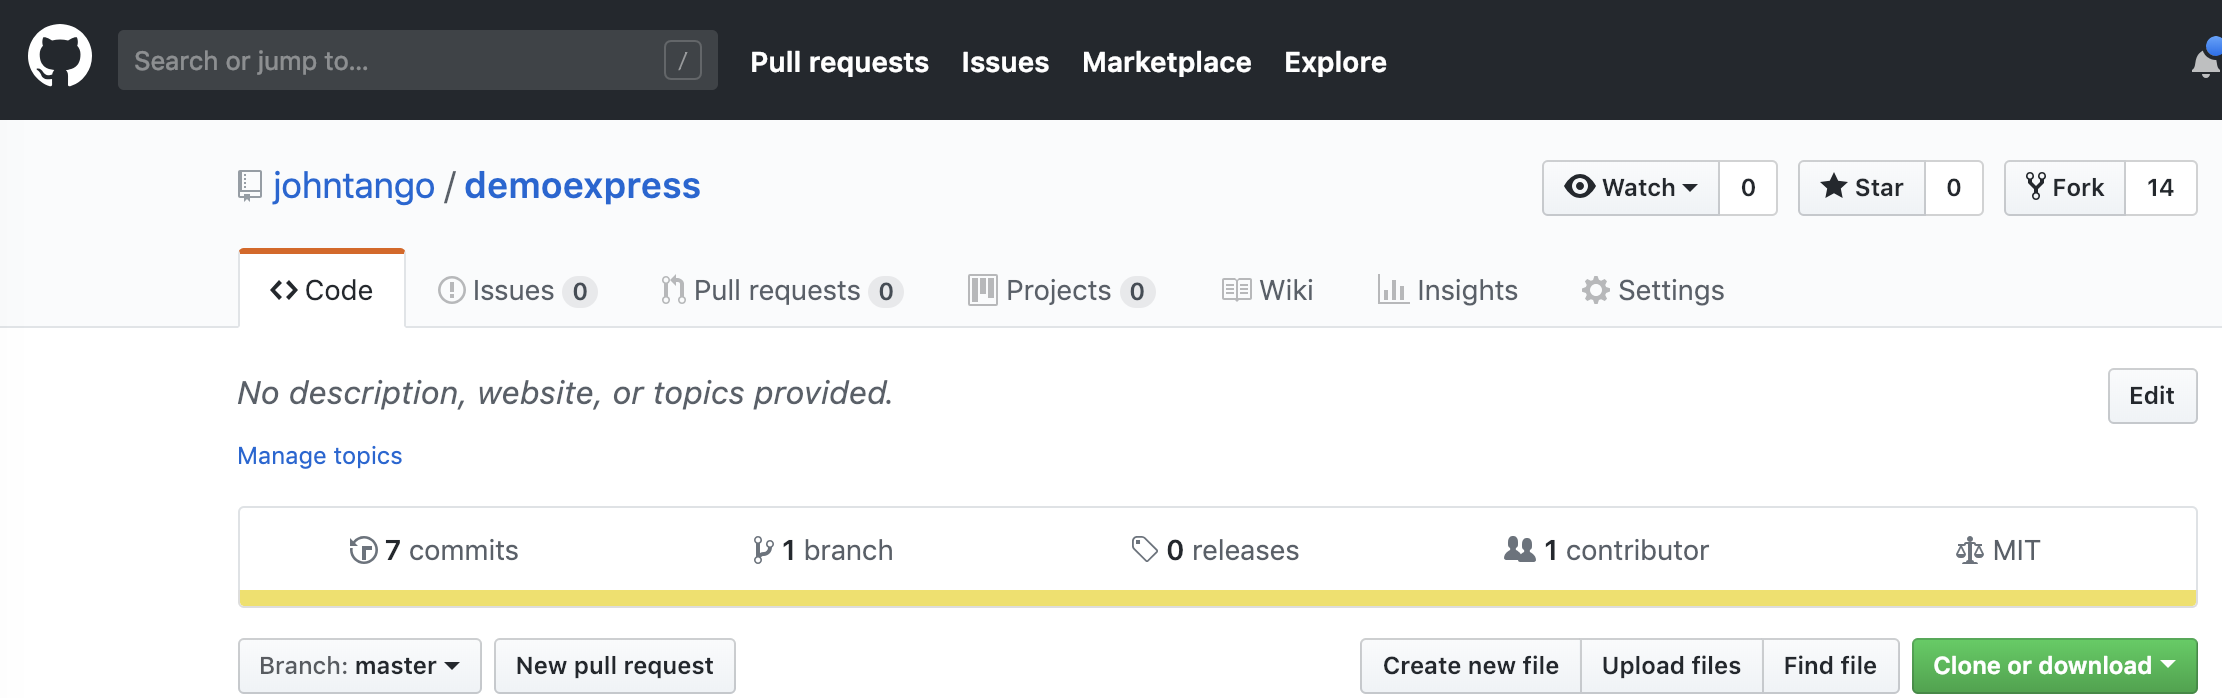 Search or jump to... / Pull requests Issues Marketplace Explore
johntango / demoexpress Watch 0 Star 0 Fork 14
Code Issues 0 Pull requests 0 Projects 0 Wiki Insights Settings
No description, website, or topics provided. Edit
Manage topics
7 commits 1 branch 0 releases 1 contributor MIT
Branch: master New pull request Create new file Upload files Find file Clone or download